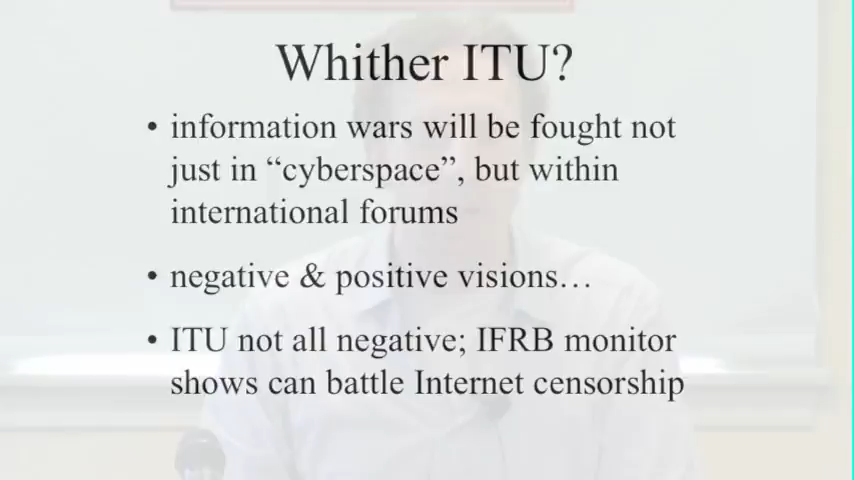 Whither ITU?
• information wars will be fought not
just in “cyberspace”, but within
international forums
• negative & positive visions…
• ITU not all negative; IFRB monitor
shows can battle Internet censorship